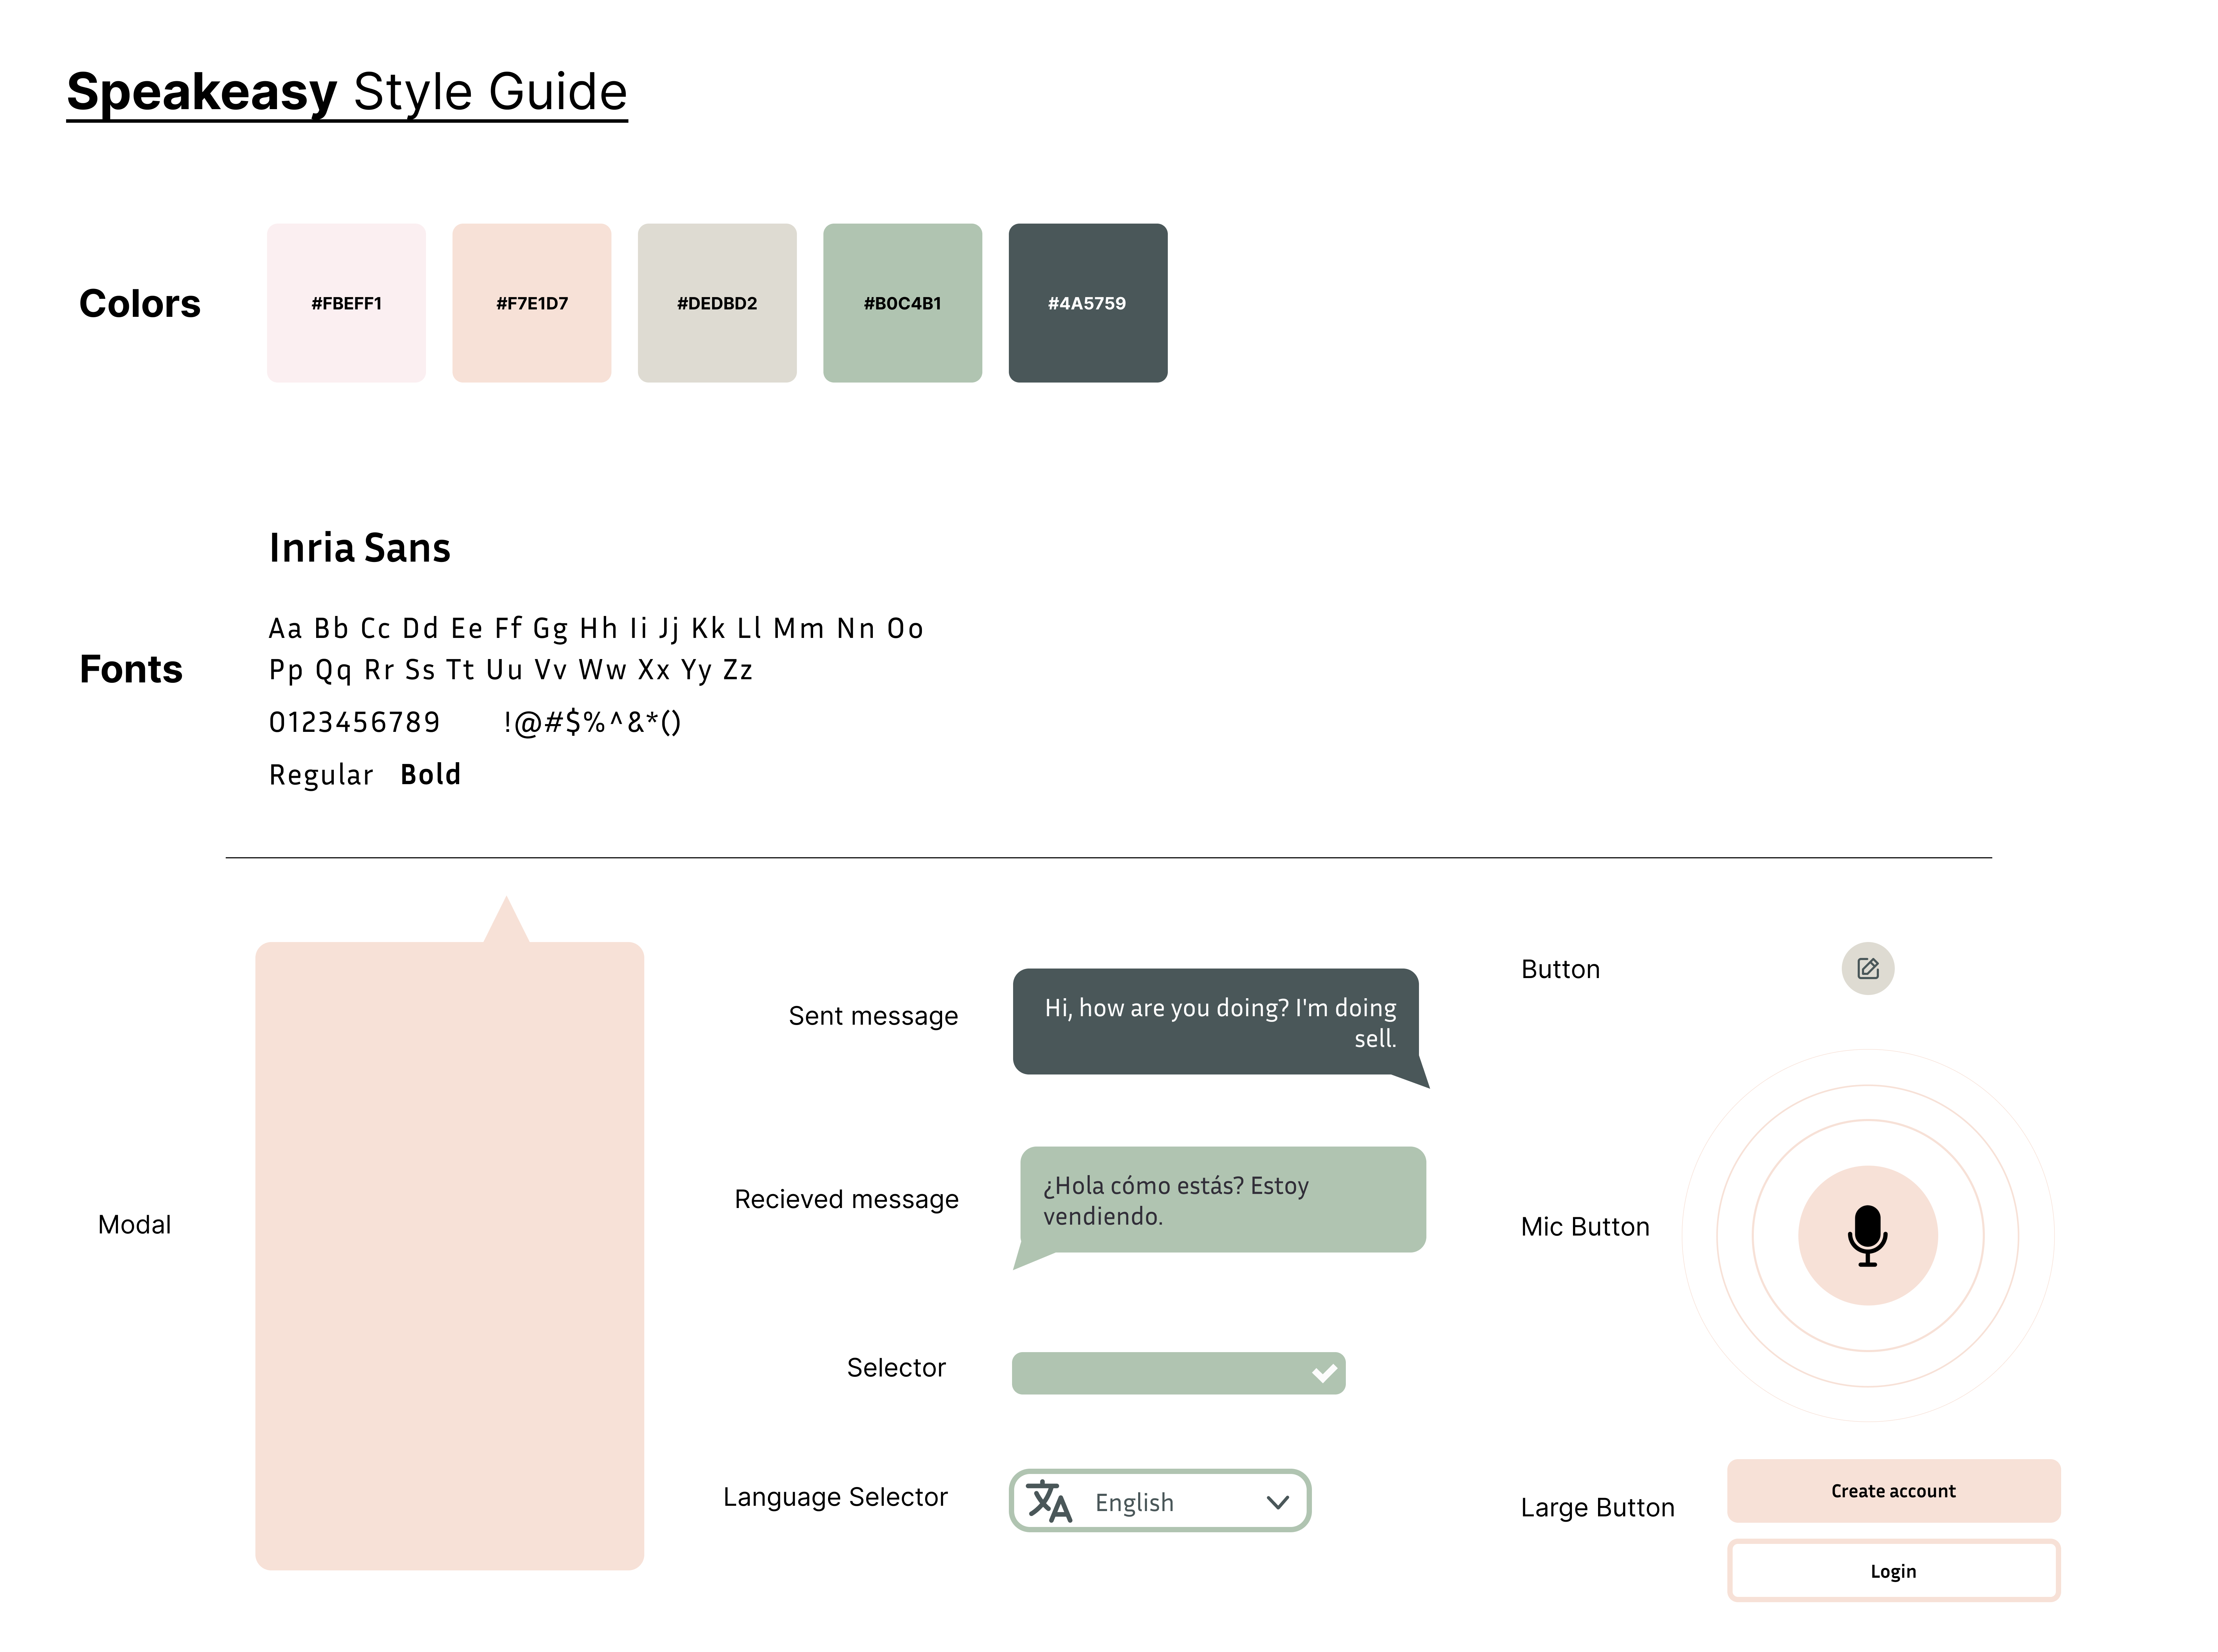 Speakeasy Style Guide
Colors
#FBEFF1
#F7E1D7
#DEDBD2
#B0C4B1
#4A5759
Fonts
Inria Sans
Aa Bb Cc Dd Ee Ff Gg Hh Ii Jj Kk Ll Mm Nn Oo
Pp Qq Rr Ss Tt Uu Vv Ww Xx Yy Zz
0123456789 !@#$%^&*()
Regular Bold
Modal
Sent message
Hi, how are you doing? I'm doing
sell.
Recieved message
¿Hola cómo estás? Estoy
vendiendo.
Selector
Language Selector
English
Button
Mic Button
Large Button
Create account
Login